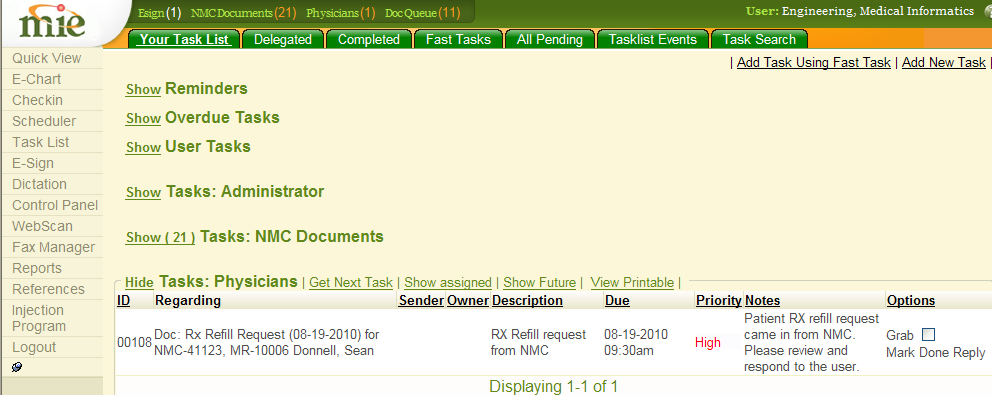 mie
Esign (1) NMC Documents (21) Physicians (1) Doc Queue (11)
User: Engineering, Medical Informatics
Your Task List Delegated Completed Fast Tasks All Pending Tasklist Events Task Search
| Add Task Using Fast Task | Add New Task |
Quick View
E-Chart
Checkin
Scheduler
Task List
E-Sign
Dictation
Control Panel
WebScan
Fax Manager
Reports
References
Injection
Program
Logout
Show Reminders
Show Overdue Tasks
Show User Tasks
Show Tasks: Administrator
Show ( 21 ) Tasks: NMC Documents
Hide Tasks: Physicians | Get Next Task | Show assigned | Show Future | View Printable |
ID Regarding Sender Owner Description Due Priority Notes Options
00108 Doc: Rx Refill Request (08-19-2010) for
NMC-41123, MR-10006 Donnell, Sean
RX Refill request
from NMC
08-19-2010
09:30am
High
Patient RX refill request
came in from NMC.
Please review and
respond to the user.
Grab
Mark Done Reply
Displaying 1-1 of 1